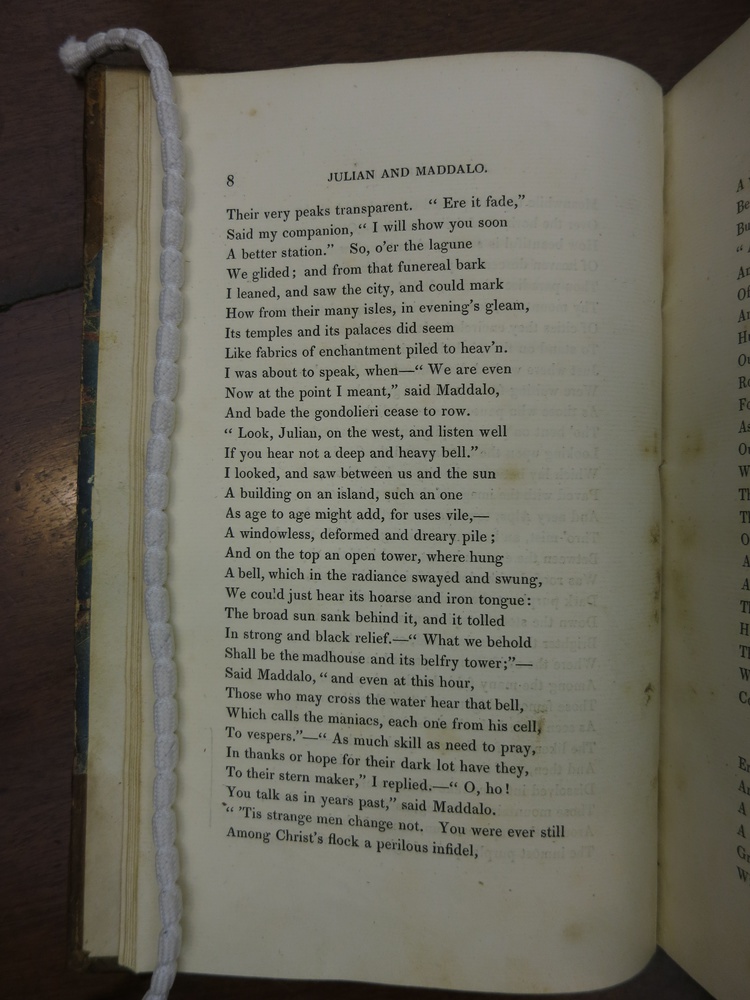 8 JULIAN AND MADDALO.
Their very peaks transparent. “ Ere it fade,”
Said my companion, “ I will show you soon
A better station.” So, o'er the lagune
We glided; and from that funereal bark
I leaned, and saw the city, and could mark
How from their many isles, in evening's gleam,
Its temples and its palaces did seem
Like fabrics of enchantment piled to heav'n.
I was about to speak, when—“ We are even
Now at the point I meant,” said Maddalo,
And bade the gondolieri cease to row.
“ Look, Julian, on the west, and listen well
If you hear not a deep and heavy bell.”
I looked, and saw between us and the sun
A building on an island, such an one
As age to age might add, for uses vile,—
A windowless, deformed and dreary pile;
And on the top an open tower, where hung
A bell, which in the radiance swayed and swung,
We could just hear its hoarse and iron tongue:
The broad sun sank behind it, and it tolled
In strong and black relief.—“ What we behold
Shall be the madhouse and its belfry tower;”—
Said Maddalo, “ and even at this hour,
Those who may cross the water hear that bell,
Which calls the maniacs, each one from his cell,
To vespers.”—“ As much skill as need to pray,
In thanks or hope for their dark lot have they,
To their stern maker,” I replied.—“ O, ho!
You talk as in years past,” said Maddalo.
“ 'Tis strange men change not. You were ever still
Among Christ's flock a perilous infidel,